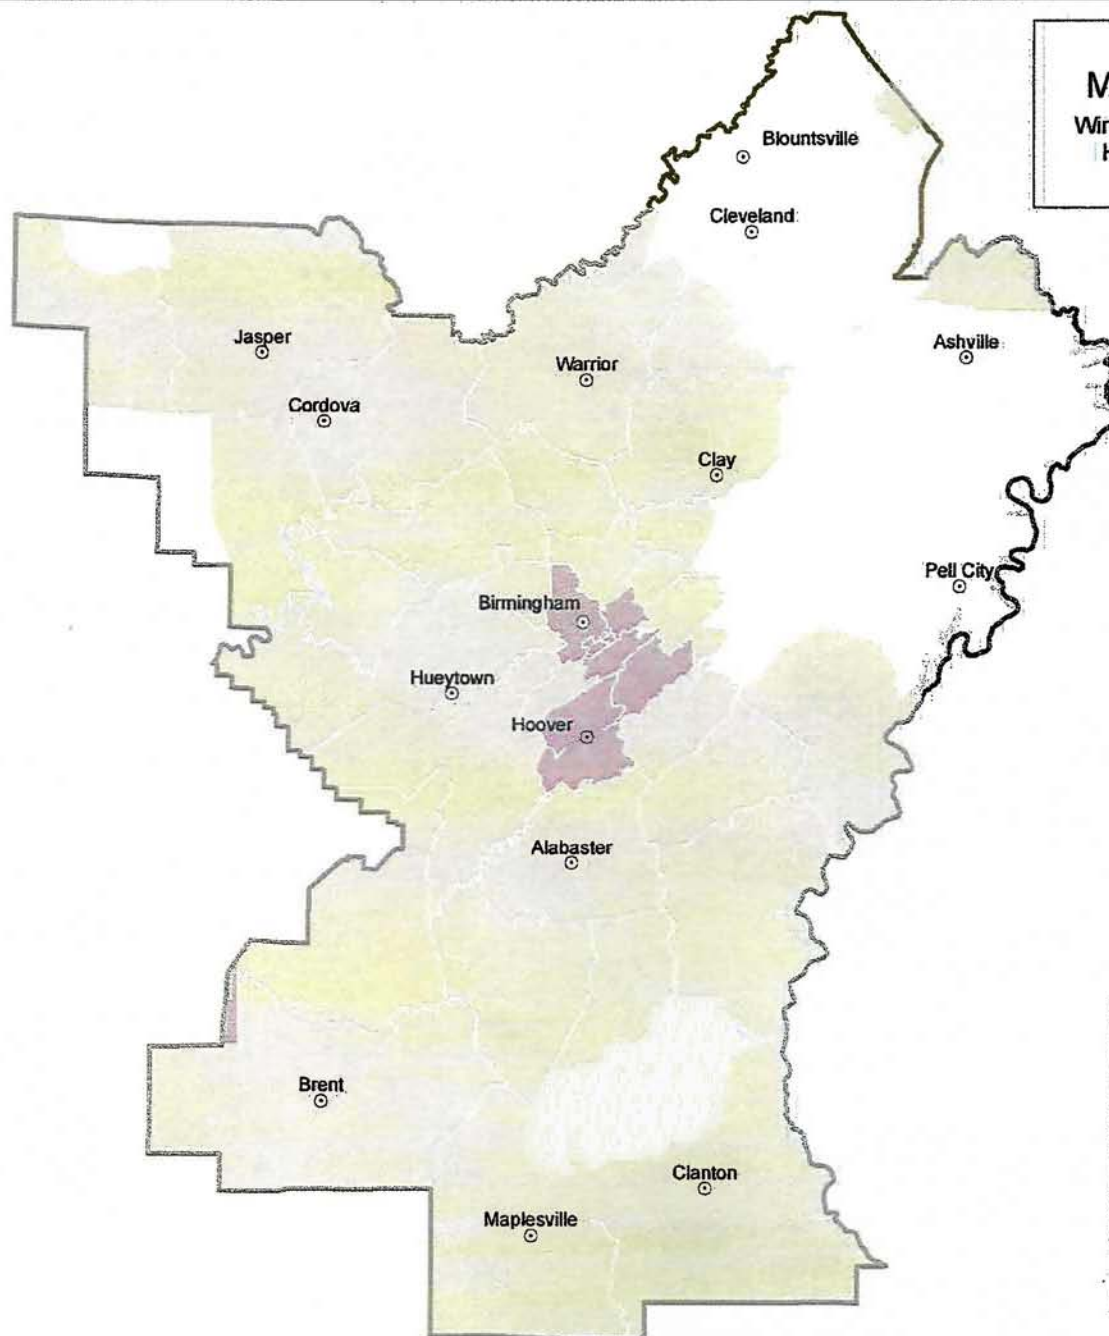 Blountsville
Cleveland
Jasper
Warrior
Ashville
Cordova
Clay
Pell City
Birmingham
Hueytown
Hoover
Alabaster
Brent
Clanton
Maplesville